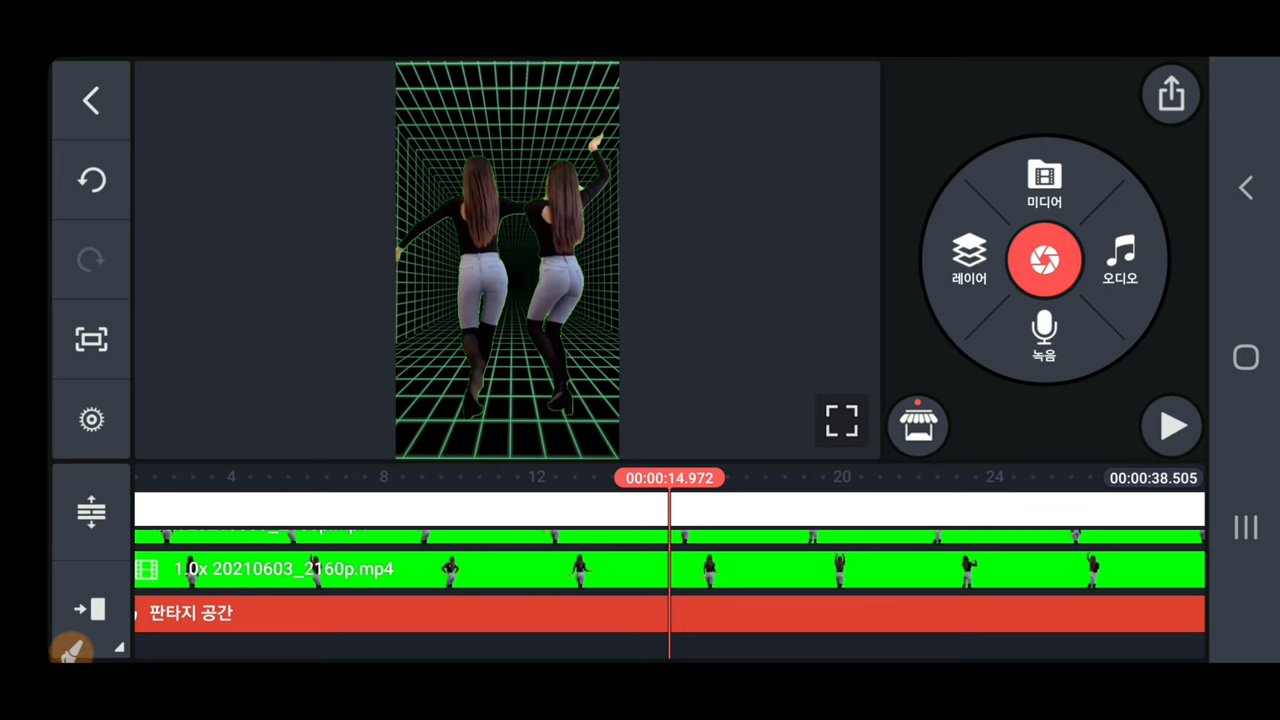 미디어
레이어
오디오
녹음
4
8
12
00:00:14.972
20
24
00:00:38.505
1.0x 20210603_2160p.mp4
판타지 공간